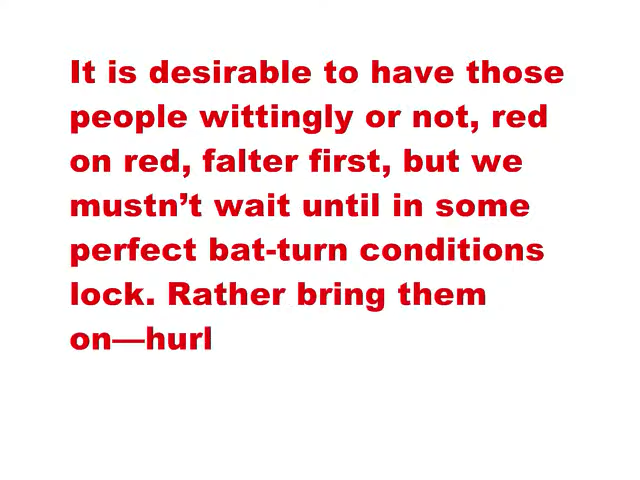 It is desirable to have those
people wittingly or not, red
on red, falter first, but we
mustn’t wait until in some
perfect bat-turn conditions
lock. Rather bring them
on—hurl